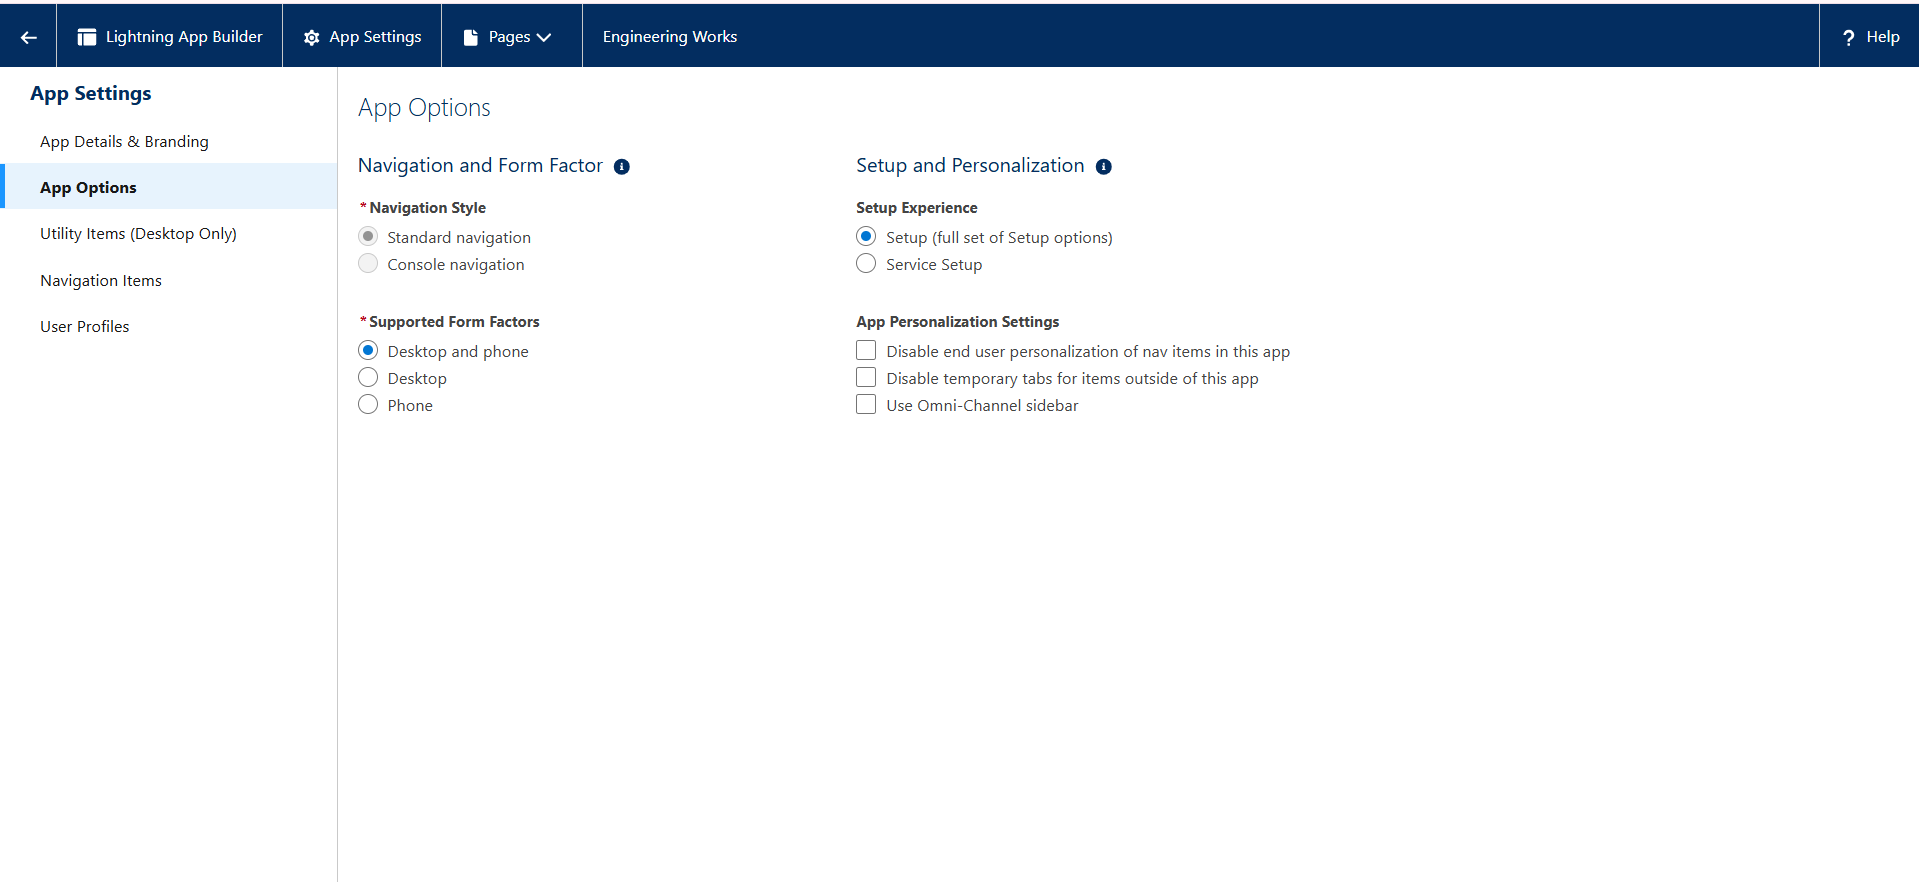 Lightning App Builder
App Settings
Pages
Engineering Works
? Help
App Settings
App Details & Branding
App Options
Utility Items (Desktop Only)
Navigation Items
User Profiles
App Options
Navigation and Form Factor
*Navigation Style
Standard navigation
Console navigation
*Supported Form Factors
Desktop and phone
Desktop
Phone
Setup and Personalization
Setup Experience
Setup (full set of Setup options)
Service Setup
App Personalization Settings
Disable end user personalization of nav items in this app
Disable temporary tabs for items outside of this app
Use Omni-Channel sidebar